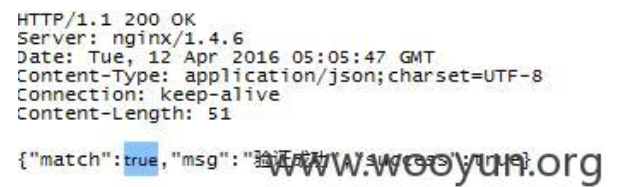 HTTP/1.1 200 OK
Server: nginx/1.4.6
Date: Tue, 12 Apr 2016 05:05:47 GMT
Content-Type: application/json;charset=UTF-8
Connection: keep-alive
Content-Length: 51
{"match":true,"msg":"验证成功","success":true}
www.wooyun.org